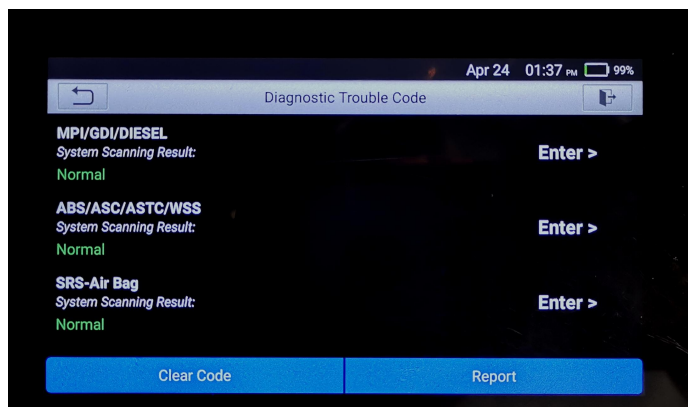 Apr 24 01:37 PM 99%
Diagnostic Trouble Code
MPI/GDI/DIESEL
System Scanning Result:
Enter >
Normal
ABS/ASC/ASTC/WSS
System Scanning Result:
Enter >
Normal
SRS-Air Bag
System Scanning Result:
Enter >
Normal
Clear Code Report